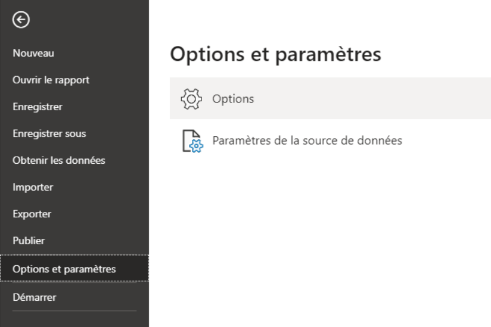 Options et paramètres
Nouveau
Ouvrir le rapport
Options
Enregistrer
Enregistrer sous
Paramètres de la source de données
Obtenir les données
Importer
Exporter
Publier
Options et paramètres
Démarrer